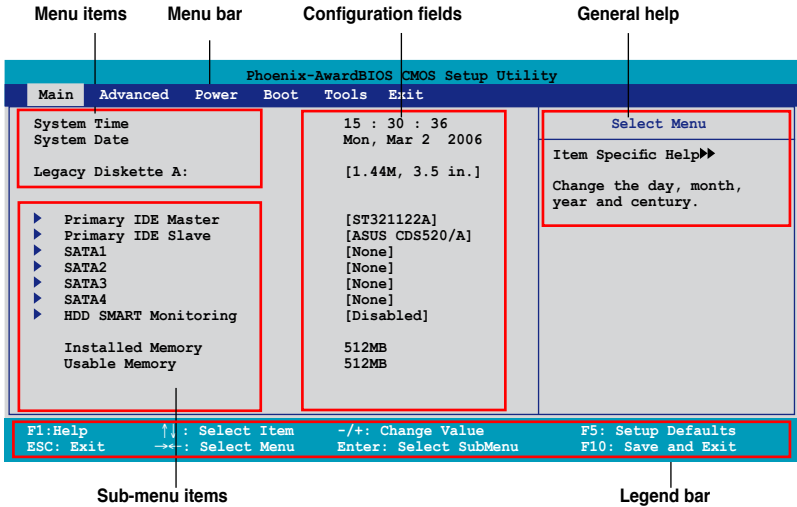 Menu items Menu bar Configuration fields General help
Phoenix-AwardBIOS CMOS Setup Utility
Main Advanced Power Boot Tools Exit
System Time 15 : 30 : 36
System Date Mon, Mar 2 2006
Legacy Diskette A: [1.44M, 3.5 in.]
Primary IDE Master [ST321122A]
Primary IDE Slave [ASUS CDS520/A]
SATA1 [None]
SATA2 [None]
SATA3 [None]
SATA4 [None]
HDD SMART Monitoring [Disabled]
Installed Memory 512MB
Usable Memory 512MB
Select Menu
Item Specific Help▶▶
Change the day, month,
year and century.
F1:Help ↑↓: Select Item -/+: Change Value F5: Setup Defaults
ESC: Exit →←: Select Menu Enter: Select SubMenu F10: Save and Exit
Sub-menu items Legend bar